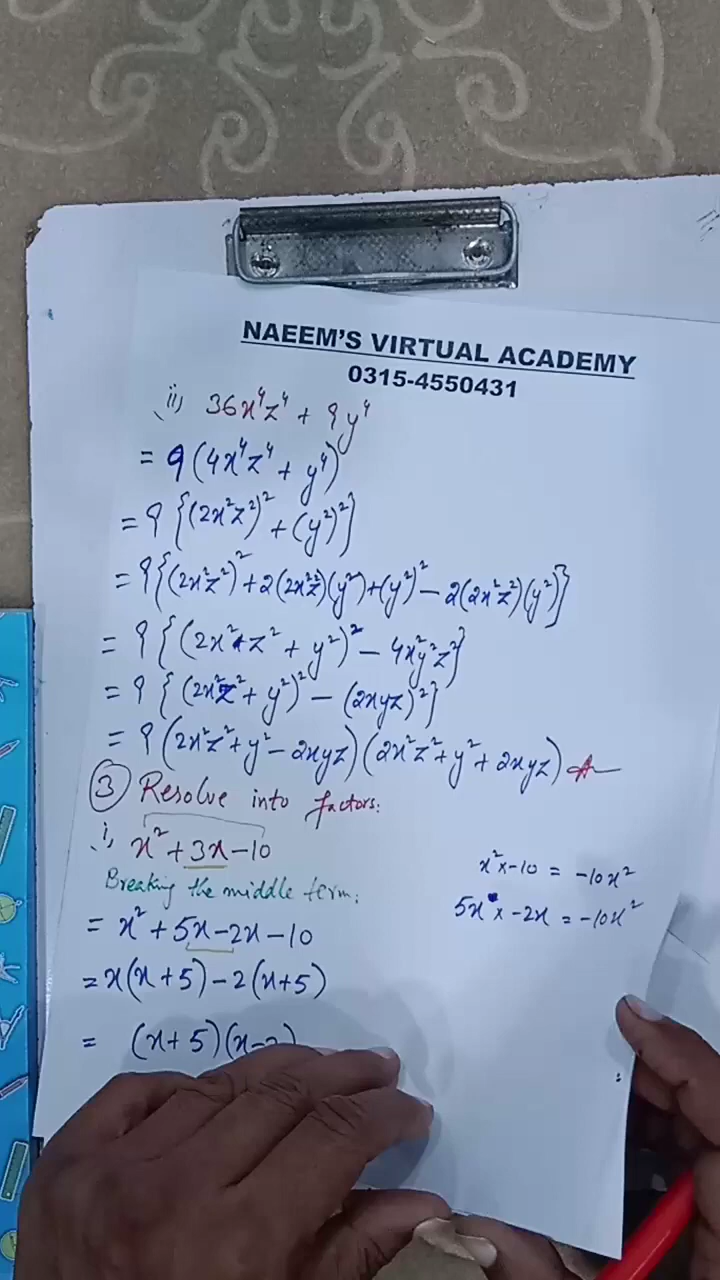 NAEEM'S VIRTUAL ACADEMY
0315-4550431
ii) 36x⁴z⁴ + 9y⁴
= 9(4x⁴z⁴ + y⁴)
= 9{(2x²z²)² + (y²)²}
= 9{(2x²z²)² + 2(2x²z²)(y²) + (y²)² - 2(2x²z²)(y²)}
= 9{(2x²z² + y²)² - 4x²y²z²}
= 9{(2x²z² + y²)² - (2xyz)²}
= 9(2x²z² + y² - 2xyz)(2x²z² + y² + 2xyz)
③ Resolve into factors:
i, x² + 3x - 10
Breaking the middle term:
= x² + 5x - 2x - 10
= x(x + 5) - 2(x + 5)
= (x + 5)(x - 2)
x² x -10 = -10x²
5x x -2x = -10x²